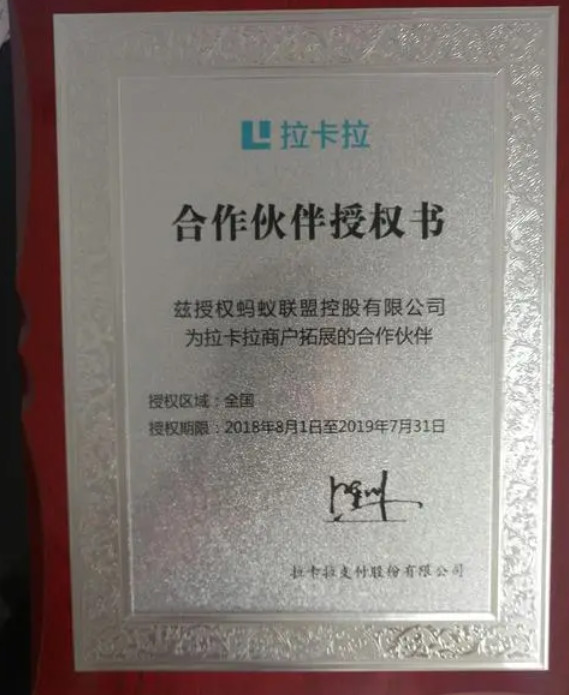 拉卡拉
合作伙伴授权书
兹授权蚂蚁联盟控股有限公司
为拉卡拉商户拓展的合作伙伴
授权区域：全国
授权期限：2018年8月1日至2019年7月31日
拉卡拉支付股份有限公司